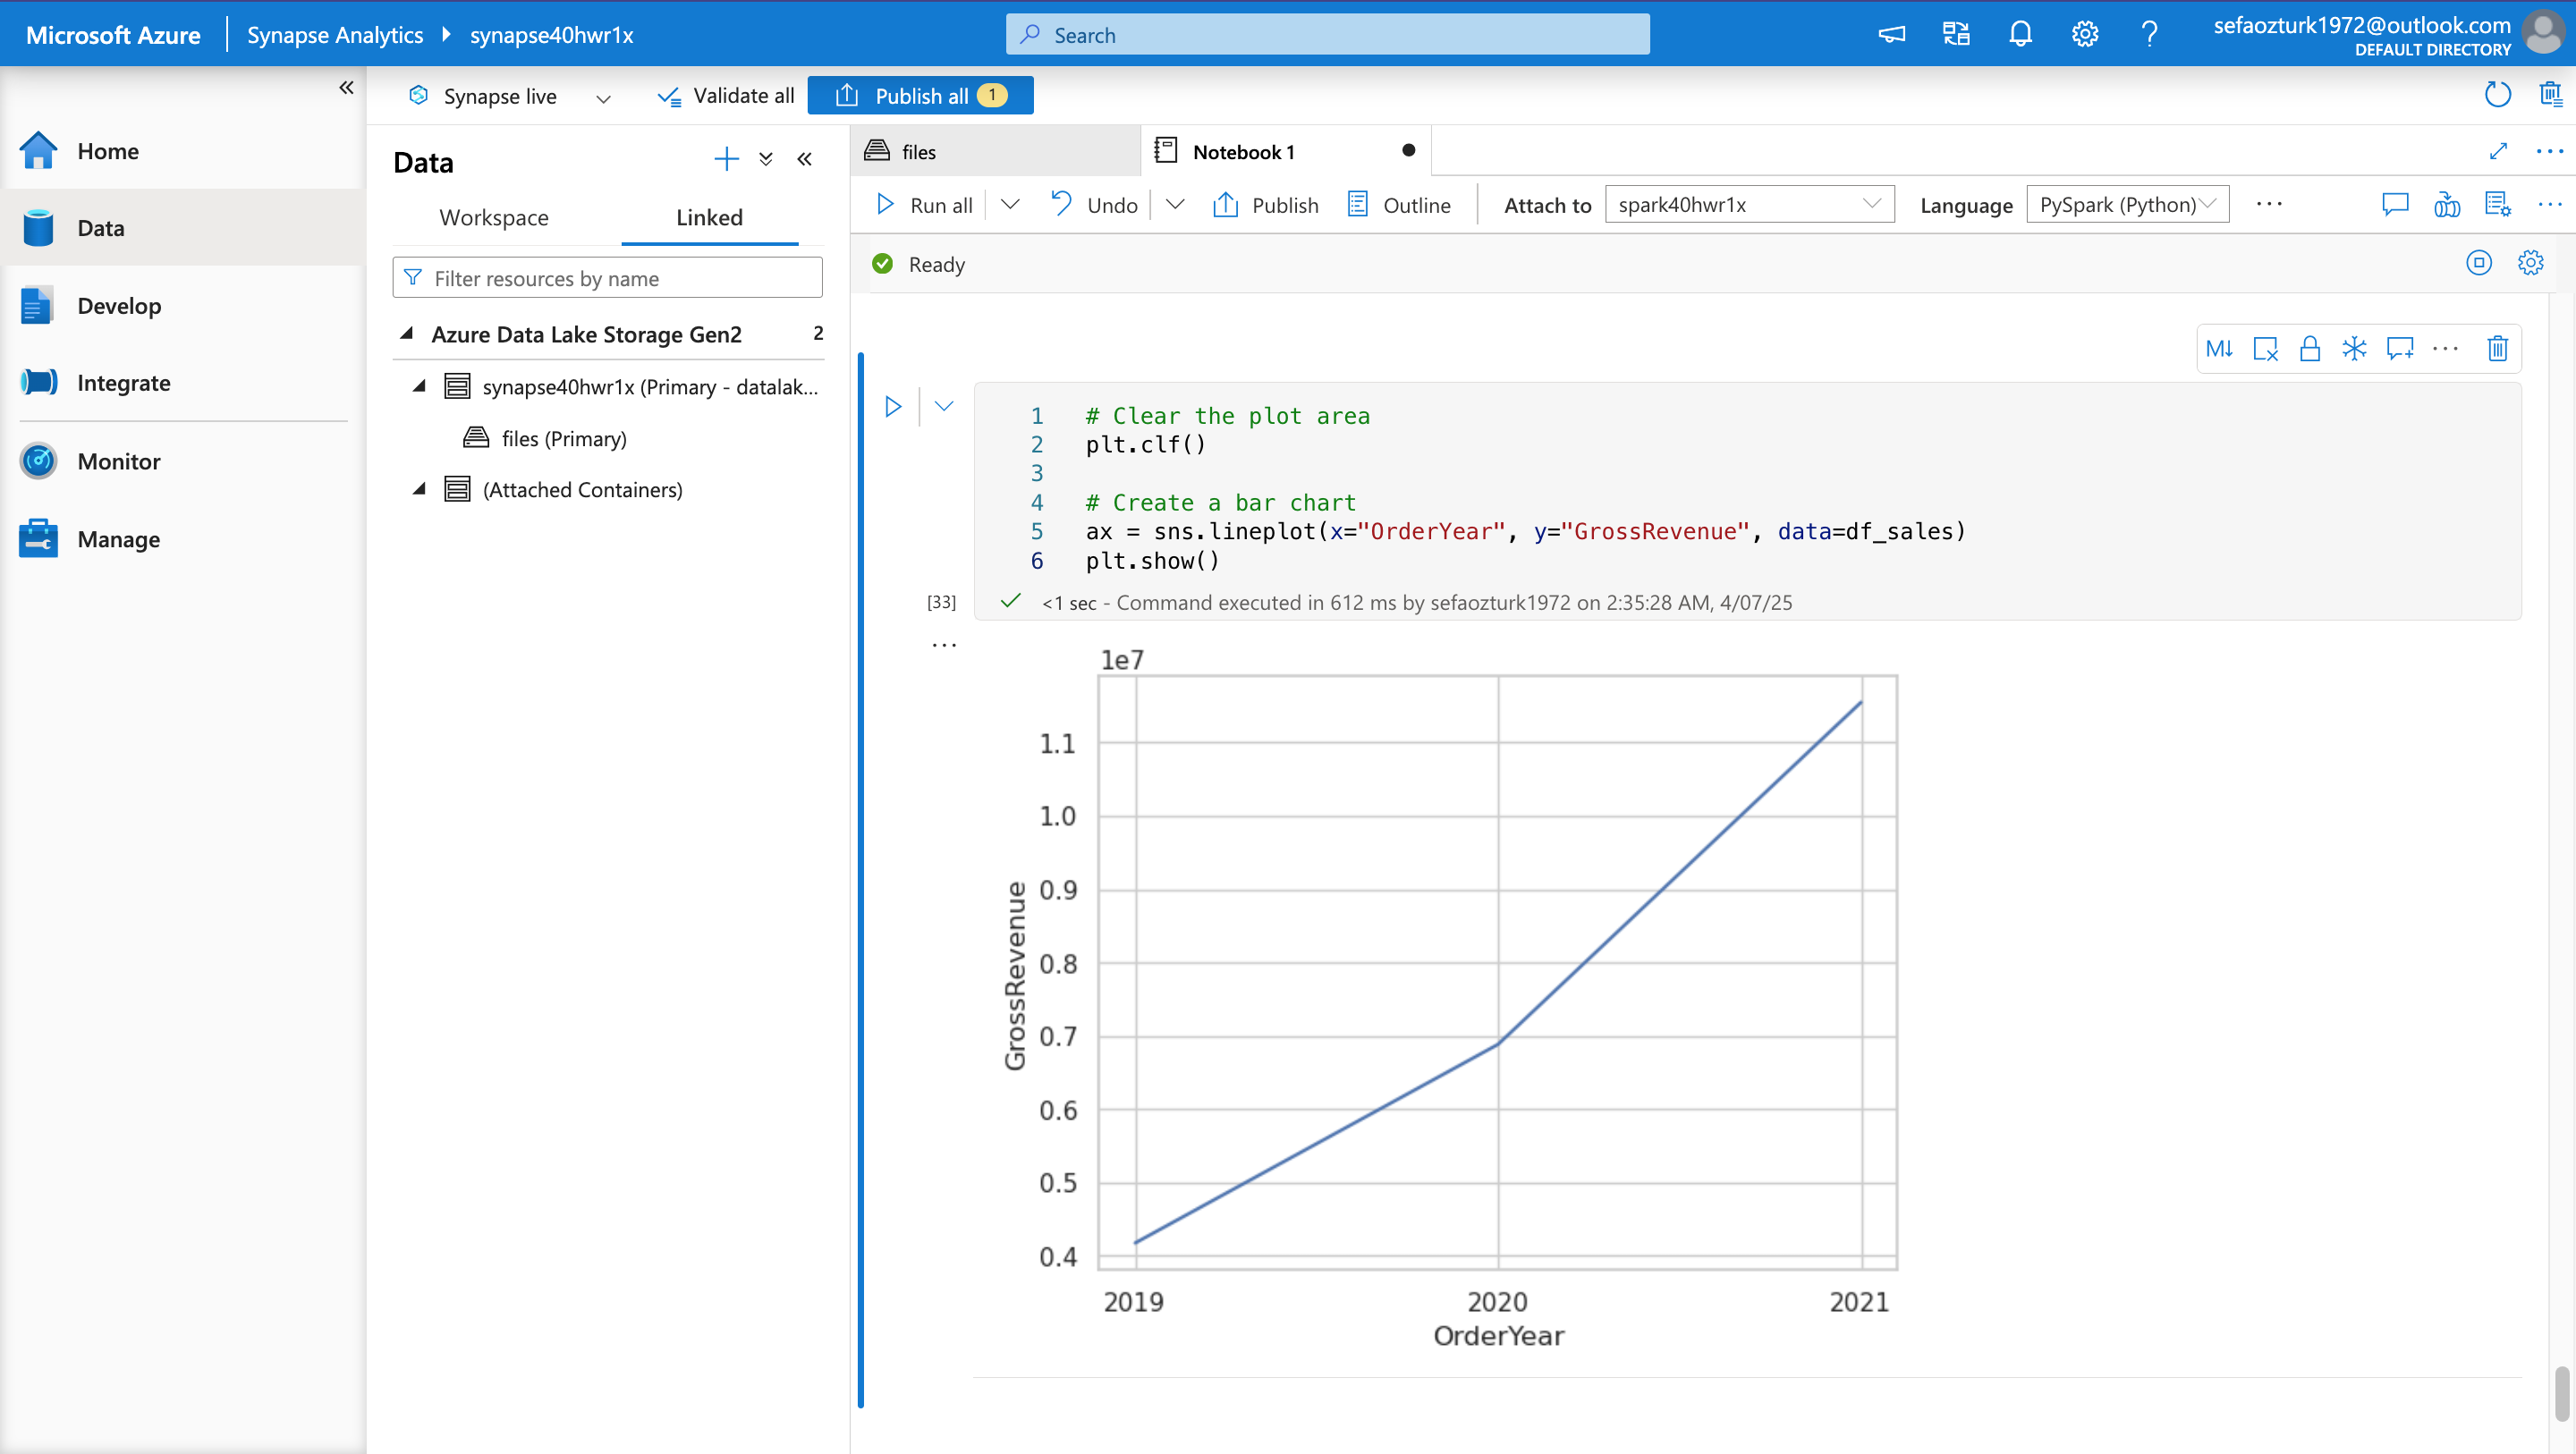 Microsoft Azure
Synapse Analytics
synapse40hwr1x
Search
sefaozturk1972@outlook.com
DEFAULT DIRECTORY
Synapse live
Validate all
Publish all
1
Home
Data
Develop
Integrate
Monitor
Manage
Data
Workspace
Linked
Filter resources by name
Azure Data Lake Storage Gen2
2
synapse40hwr1x (Primary - datalak...
files (Primary)
(Attached Containers)
files
Notebook 1
Run all
Undo
Publish
Outline
Attach to
spark40hwr1x
Language
PySpark (Python)
Ready
M↓
1 # Clear the plot area
2 plt.clf()
3
4 # Create a bar chart
5 ax = sns.lineplot(x="OrderYear", y="GrossRevenue", data=df_sales)
6 plt.show()
[33]
<1 sec - Command executed in 612 ms by sefaozturk1972 on 2:35:28 AM, 4/07/25
1e7
1.1
1.0
0.9
0.8
0.7
0.6
0.5
0.4
GrossRevenue
2019
2020
2021
OrderYear